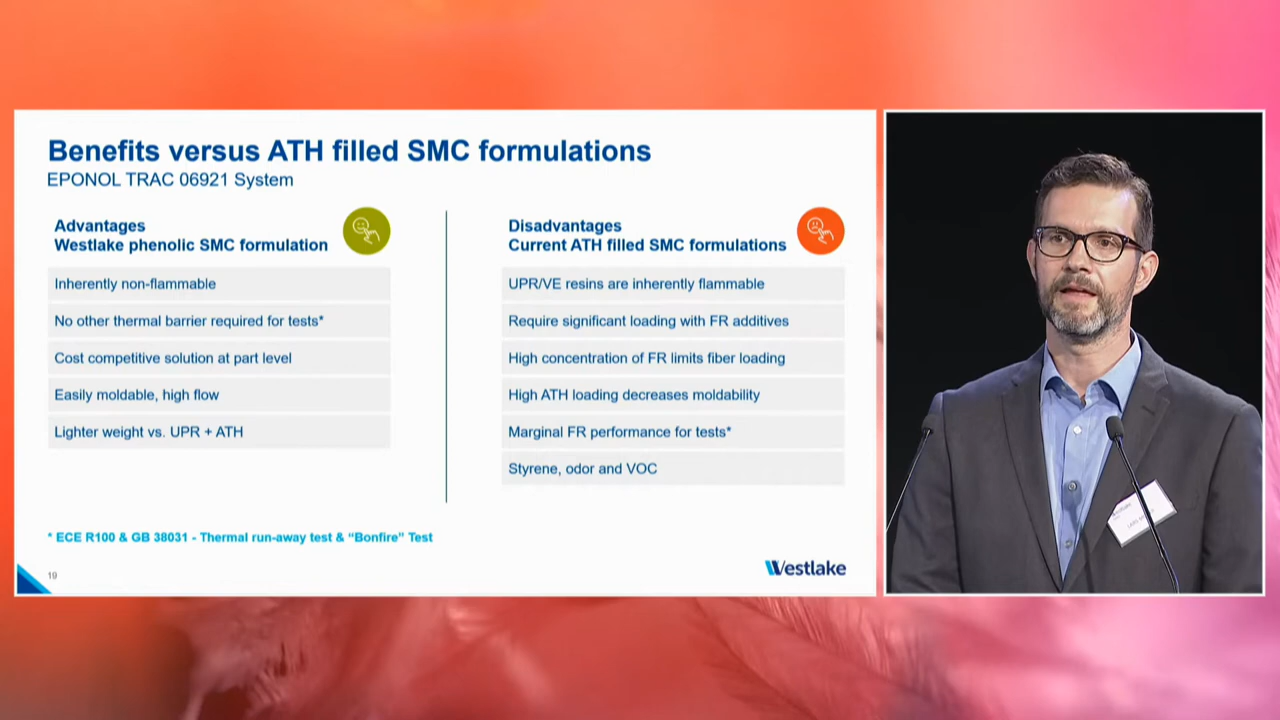 Benefits versus ATH filled SMC formulations
EPONOL TRAC 06921 System
Advantages
Westlake phenolic SMC formulation
Inherently non-flammable
No other thermal barrier required for tests*
Cost competitive solution at part level
Easily moldable, high flow
Lighter weight vs. UPR + ATH
Disadvantages
Current ATH filled SMC formulations
UPR/VE resins are inherently flammable
Require significant loading with FR additives
High concentration of FR limits fiber loading
High ATH loading decreases moldability
Marginal FR performance for tests*
Styrene, odor and VOC
* ECE R100 & GB 38031 - Thermal run-away test & “Bonfire” Test
19
Westlake